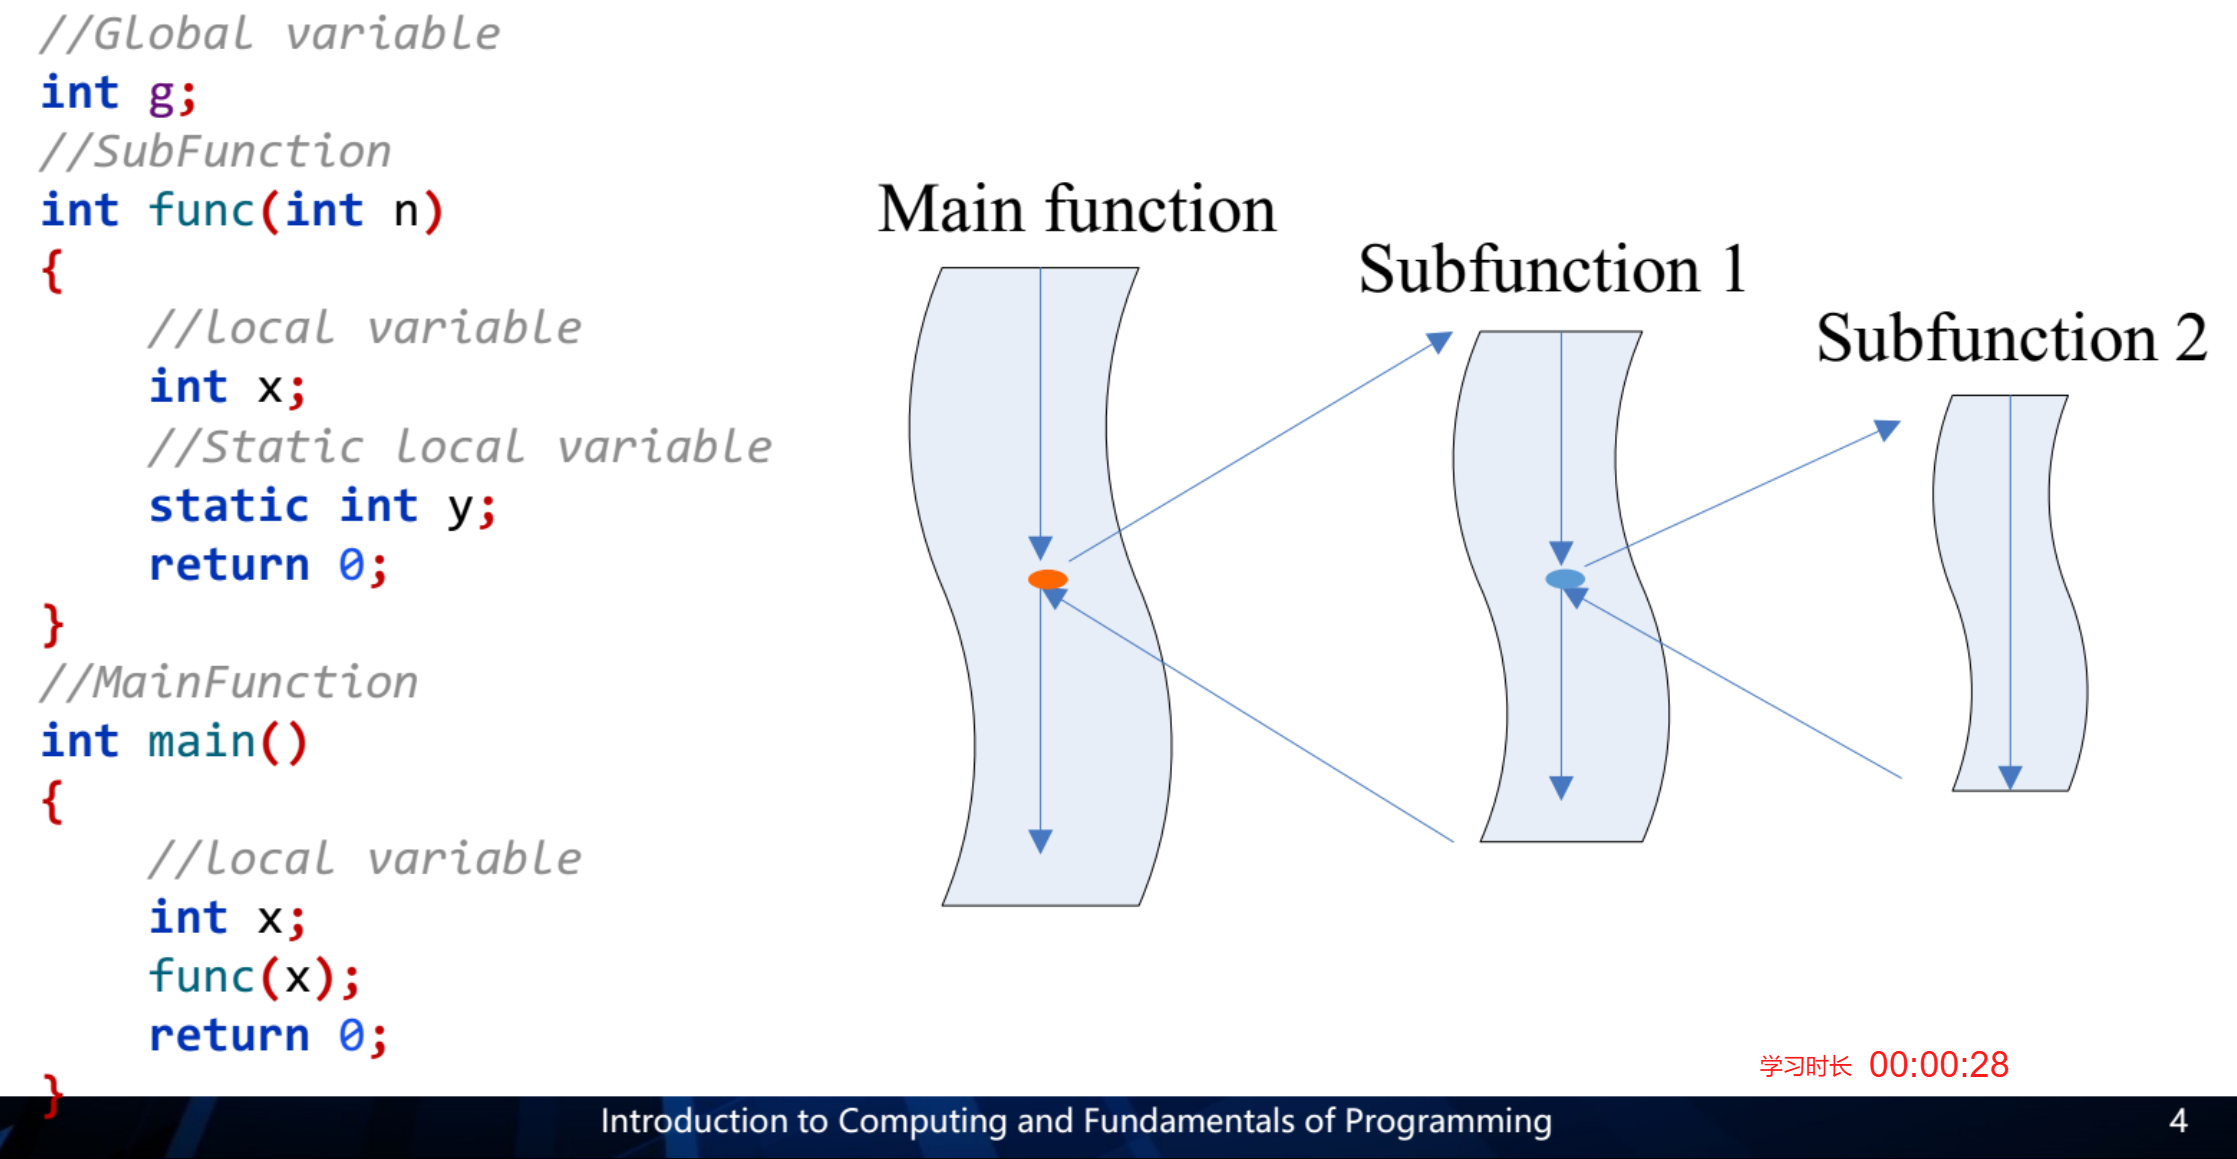 //Global variable
int g;
//SubFunction
int func(int n)
{
//local variable
int x;
//Static local variable
static int y;
return 0;
}
//MainFunction
int main()
{
//local variable
int x;
func(x);
return 0;
}
Main function
Subfunction 1
Subfunction 2
学习时长 00:00:28
Introduction to Computing and Fundamentals of Programming
4